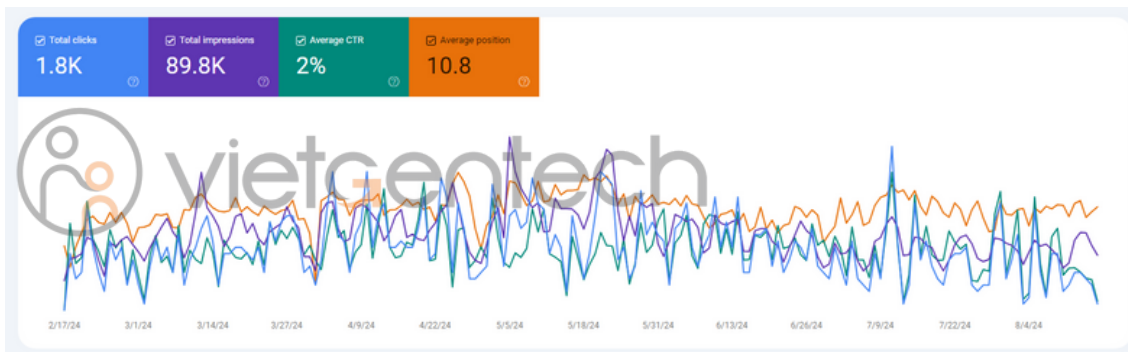 Total clicks
1.8K
Total impressions
89.8K
Average CTR
2%
Average position
10.8
vietgentech
2/17/24 3/1/24 3/14/24 3/27/24 4/9/24 4/22/24 5/5/24 5/18/24 5/31/24 6/13/24 6/26/24 7/9/24 7/22/24 8/4/24